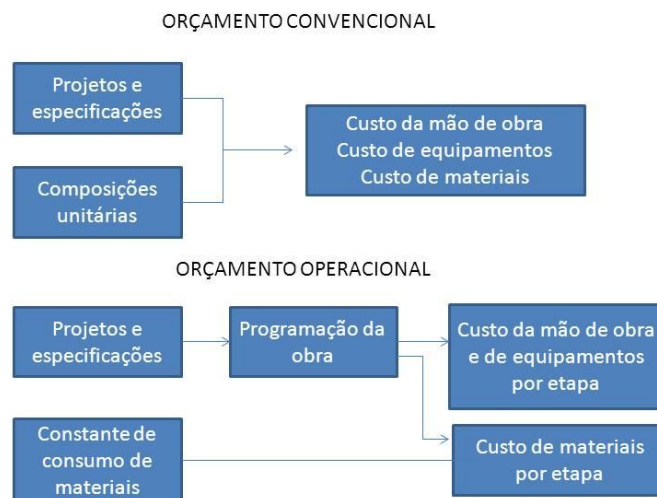 ORÇAMENTO CONVENCIONAL
Projetos e
especificações
Composições
unitárias
Custo da mão de obra
Custo de equipamentos
Custo de materiais
ORÇAMENTO OPERACIONAL
Projetos e
especificações
Programação da
obra
Custo da mão de obra
e de equipamentos
por etapa
Constante de
consumo de
materiais
Custo de materiais
por etapa